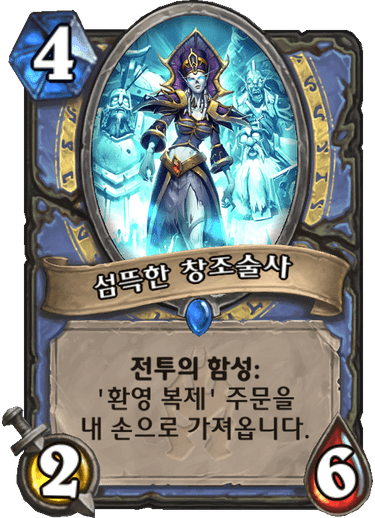 4
섬뜩한 창조술사
전투의 함성:
'환영 복제' 주문을
내 손으로 가져옵니다.
2
6